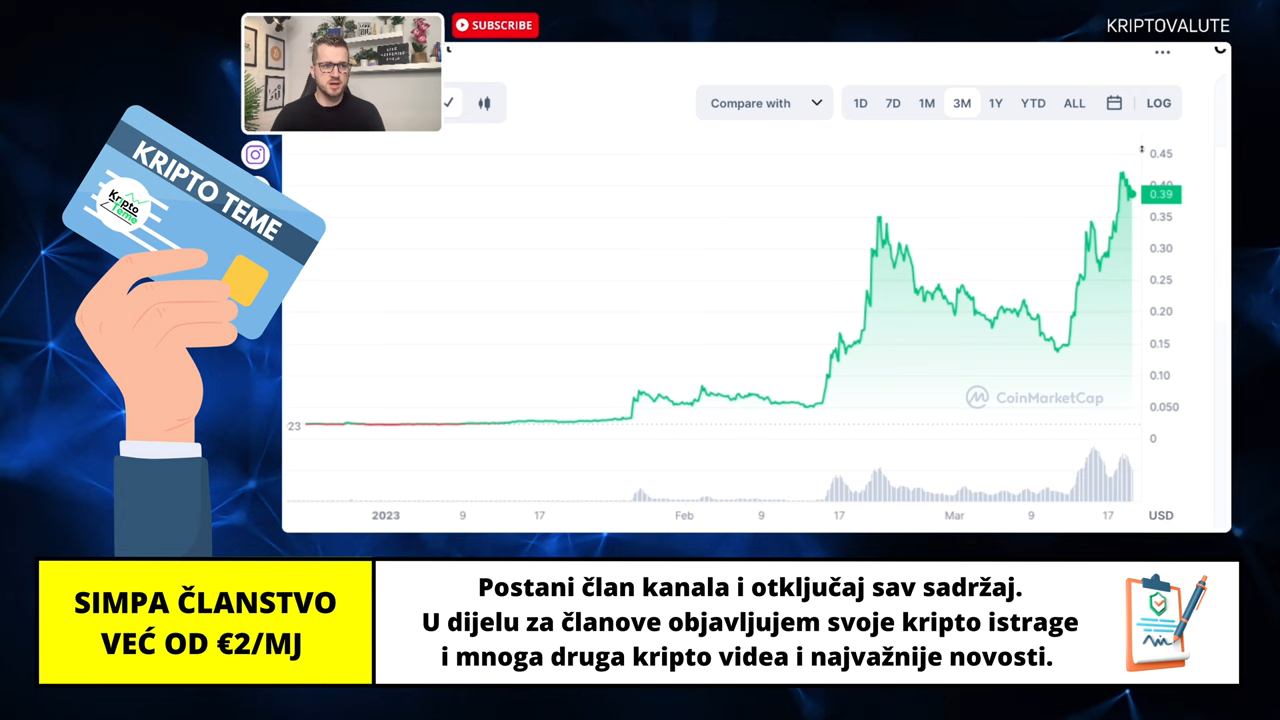 SUBSCRIBE
KRIPTOVALUTE
Compare with
1D 7D 1M 3M 1Y YTD ALL LOG
KRIPTO TEME
Kripto
Teme
0.45
0.40
0.39
0.35
0.30
0.25
0.20
0.15
0.10
0.050
0
CoinMarketCap
23
2023 9 17 Feb 9 17 Mar 9 17 USD
SIMPA ČLANSTVO
VEĆ OD €2/MJ
Postani član kanala i otključaj sav sadržaj.
U dijelu za članove objavljujem svoje kripto istrage
i mnoga druga kripto videa i najvažnije novosti.